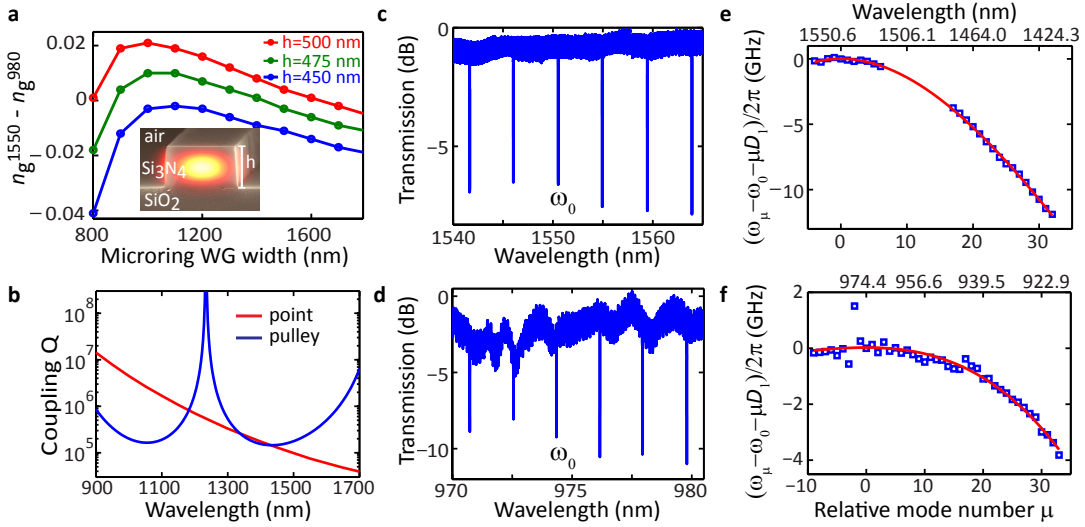 a
n_g^1550 - n_g^980
0.02
0
−0.02
−0.04
h=500 nm
h=475 nm
h=450 nm
air
Si3N4
SiO2
h
800
1200
1600
Microring WG width (nm)
b
Coupling Q
10^7
10^6
10^5
point
pulley
900
1100
1300
1500
1700
Wavelength (nm)
c
Transmission (dB)
0
−5
ω0
1540
1550
1560
Wavelength (nm)
d
Transmission (dB)
0
−5
−10
ω0
970
975
980
Wavelength (nm)
e
Wavelength (nm)
1550.6
1506.1
1464.0
1424.3
(ωμ−ω0−μD1)/2π (GHz)
0
−5
−10
0
10
20
30
f
974.4
956.6
939.5
922.9
(ωμ−ω0−μD1)/2π (GHz)
2
0
−2
−4
−10
0
10
20
30
Relative mode number μ